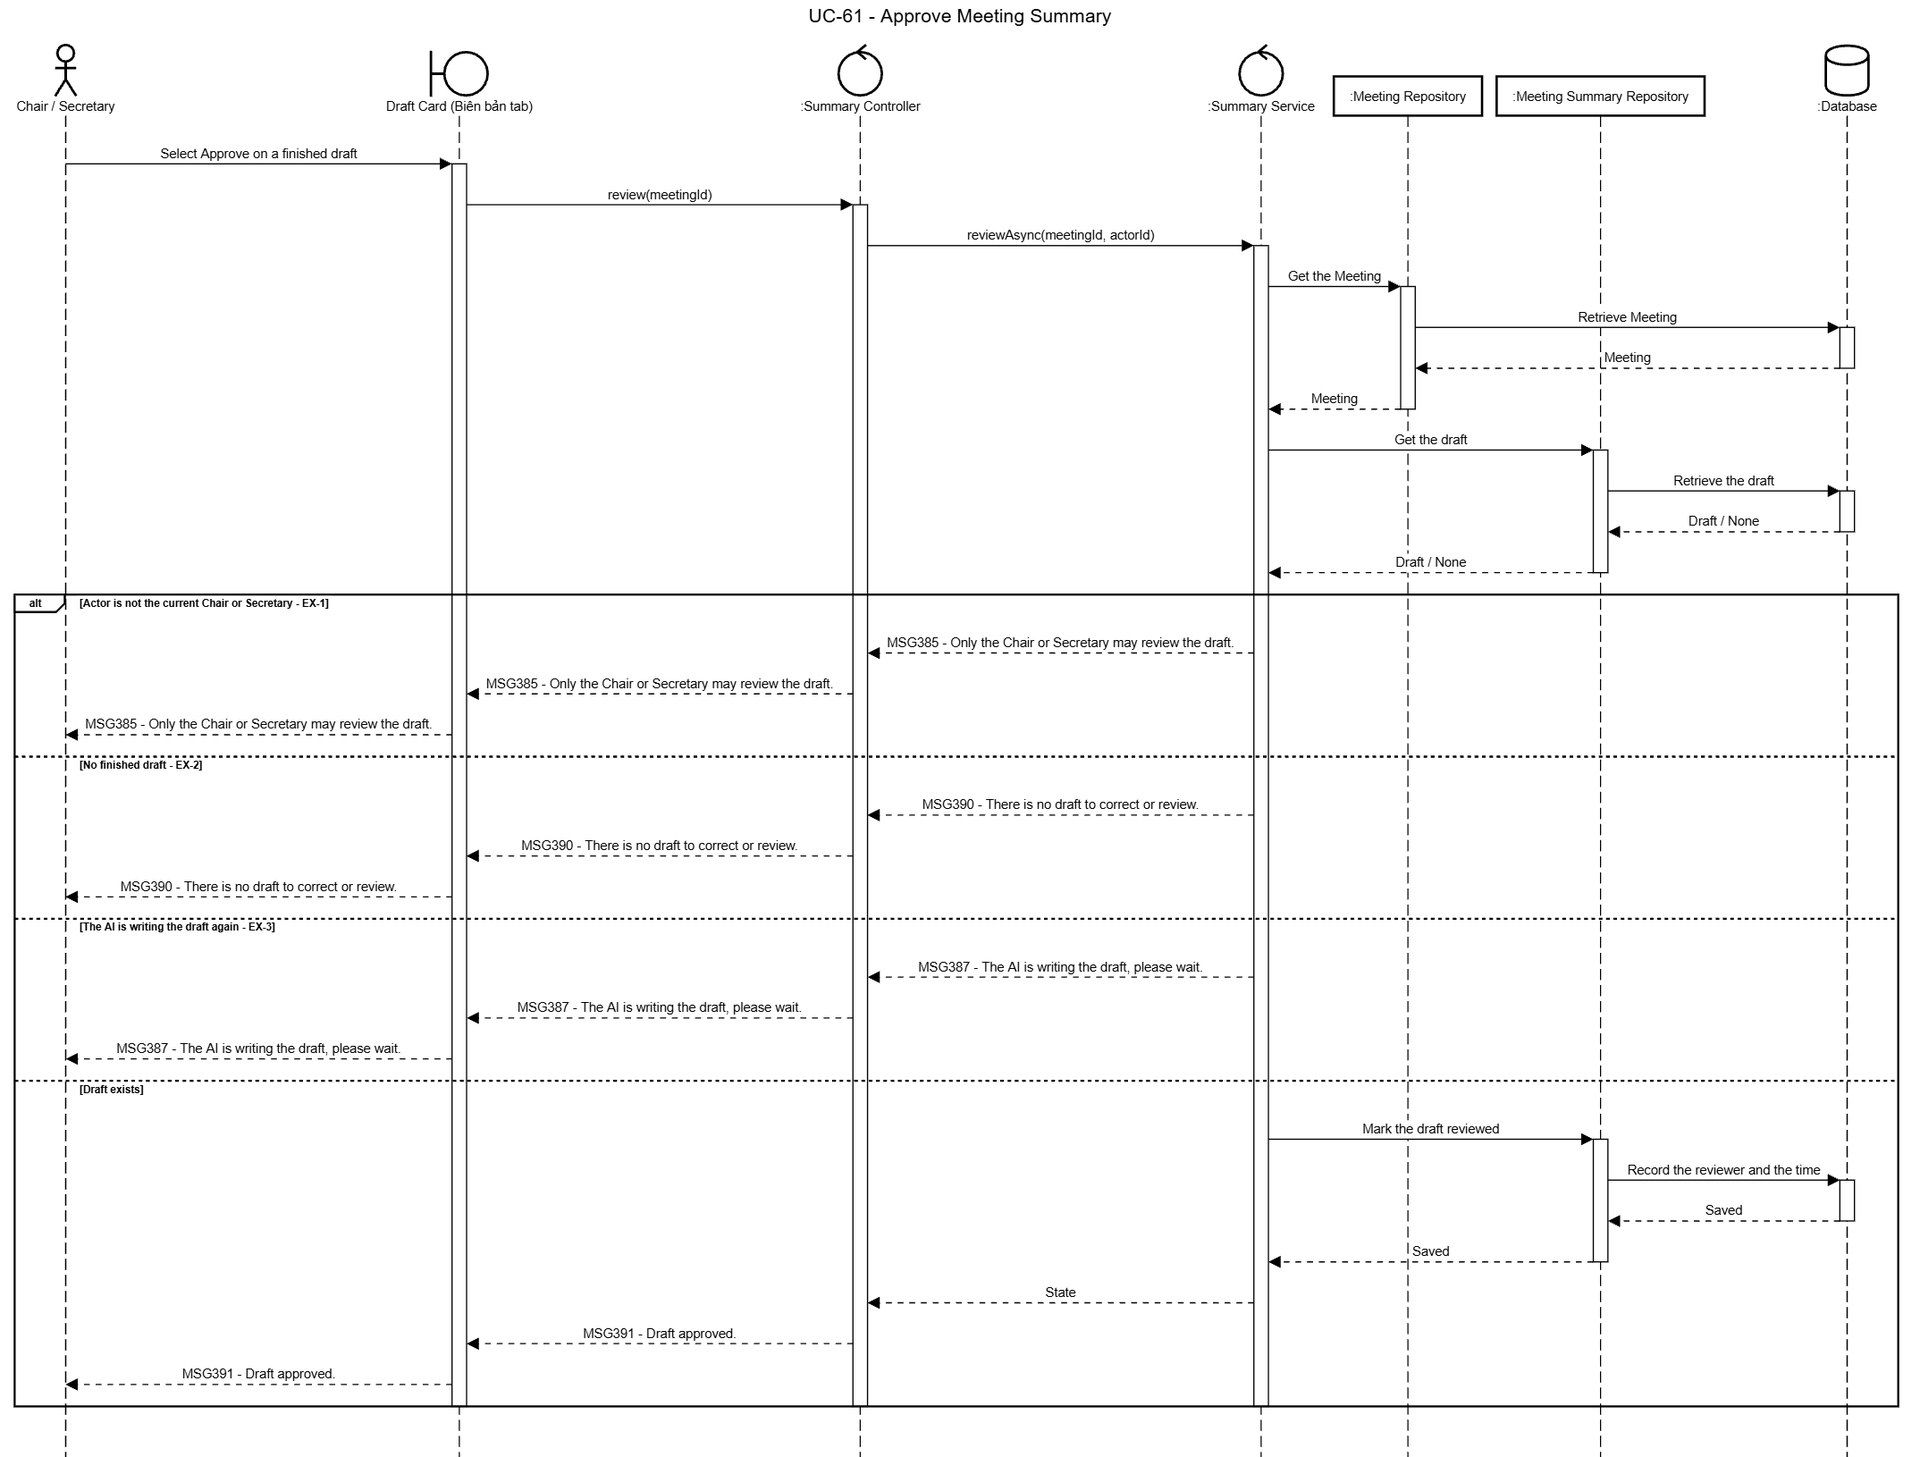 UC-61 - Approve Meeting Summary
Chair / Secretary
Draft Card (Biên bản tab)
:Summary Controller
:Summary Service
:Meeting Repository
:Meeting Summary Repository
:Database
Select Approve on a finished draft
review(meetingId)
reviewAsync(meetingId, actorId)
Get the Meeting
Retrieve Meeting
Meeting
Meeting
Get the draft
Retrieve the draft
Draft / None
Draft / None
alt
[Actor is not the current Chair or Secretary - EX-1]
MSG385 - Only the Chair or Secretary may review the draft.
MSG385 - Only the Chair or Secretary may review the draft.
MSG385 - Only the Chair or Secretary may review the draft.
[No finished draft - EX-2]
MSG390 - There is no draft to correct or review.
MSG390 - There is no draft to correct or review.
MSG390 - There is no draft to correct or review.
[The AI is writing the draft again - EX-3]
MSG387 - The AI is writing the draft, please wait.
MSG387 - The AI is writing the draft, please wait.
MSG387 - The AI is writing the draft, please wait.
[Draft exists]
Mark the draft reviewed
Record the reviewer and the time
Saved
Saved
State
MSG391 - Draft approved.
MSG391 - Draft approved.